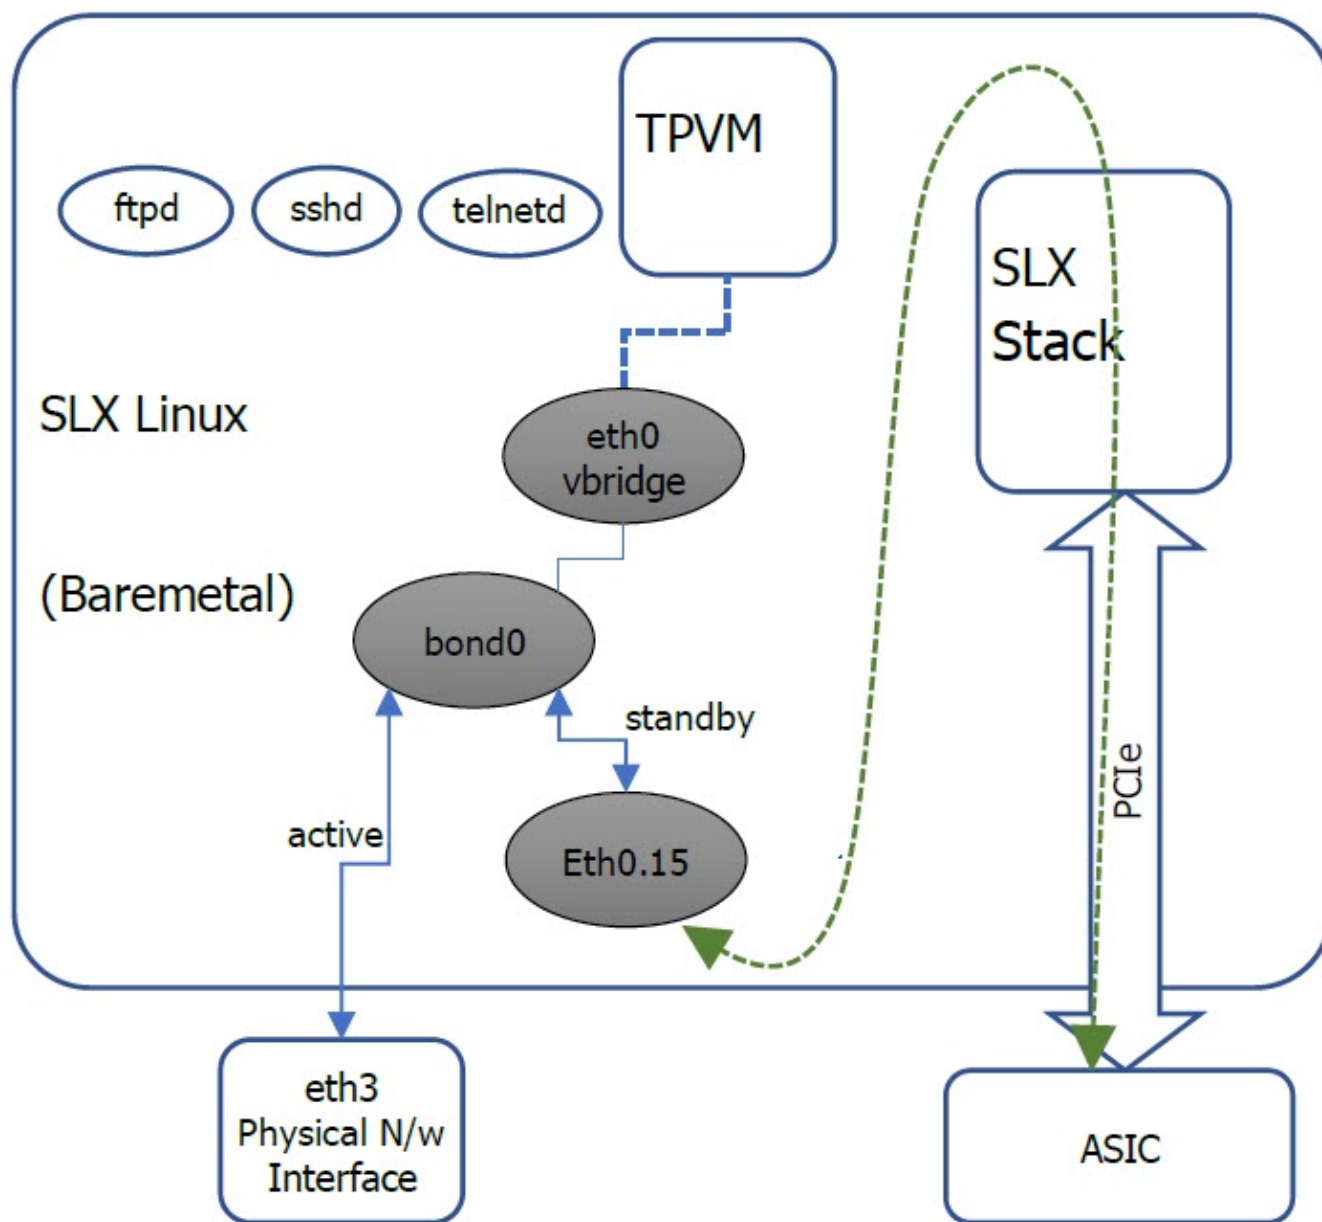 TPVM
ftpd
sshd
telnetd
SLX
Stack
SLX Linux
eth0
vbridge
(Baremetal)
bond0
standby
active
PCIe
Eth0.15
eth3
Physical N/w
Interface
ASIC